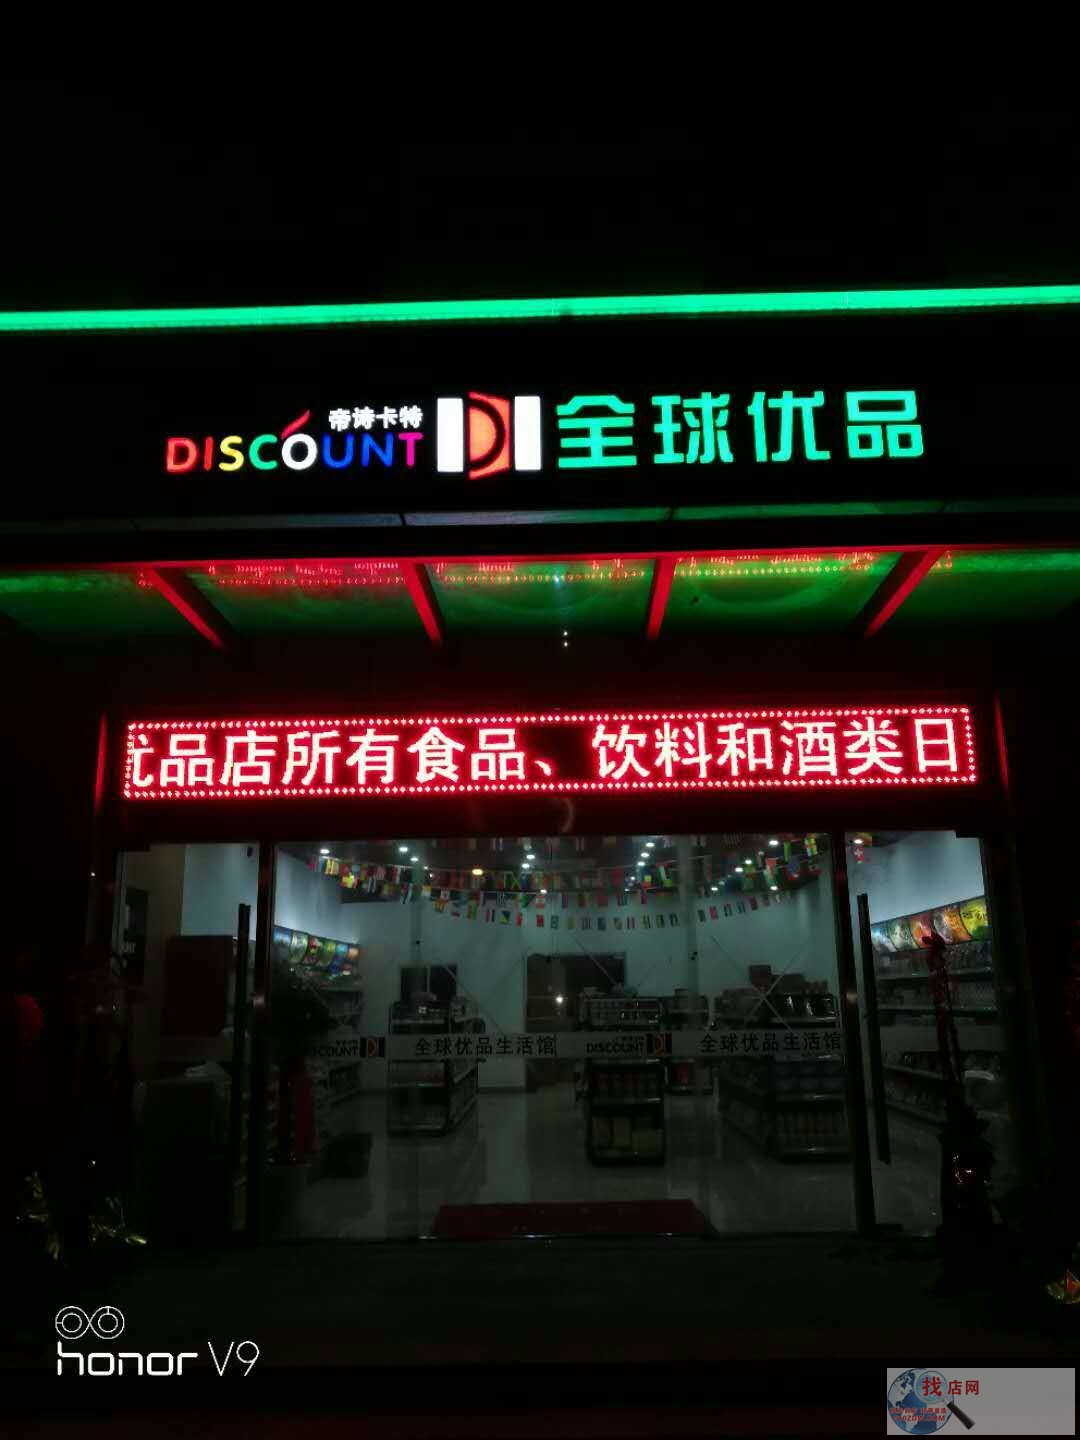 帝诗卡特
DISCOUNT D 全球优品
优品店所有食品、饮料和酒类日
DISCOUNT D 全球优品生活馆 DISCOUNT D 全球优品生活馆
honor V9
找店网